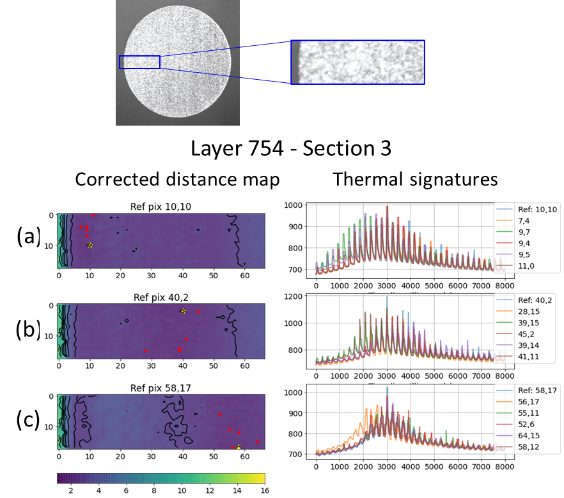 Layer 754 - Section 3
Corrected distance map
Thermal signatures
(a)
Ref pix 10,10
0
10
0 10 20 30 40 50 60
1000
900
800
700
0 1000 2000 3000 4000 5000 6000 7000 8000
Ref: 10,10
7,4
9,7
9,4
9,5
11,0
(b)
Ref pix 40,2
0
10
0 10 20 30 40 50 60
1200
1000
800
0 1000 2000 3000 4000 5000 6000 7000 8000
Ref: 40,2
28,15
39,15
45,2
39,14
41,11
(c)
Ref pix 58,17
0
10
0 10 20 30 40 50 60
1000
900
800
700
0 1000 2000 3000 4000 5000 6000 7000 8000
Ref: 58,17
56,17
55,11
52,6
64,15
58,12
2 4 6 8 10 12 14 16